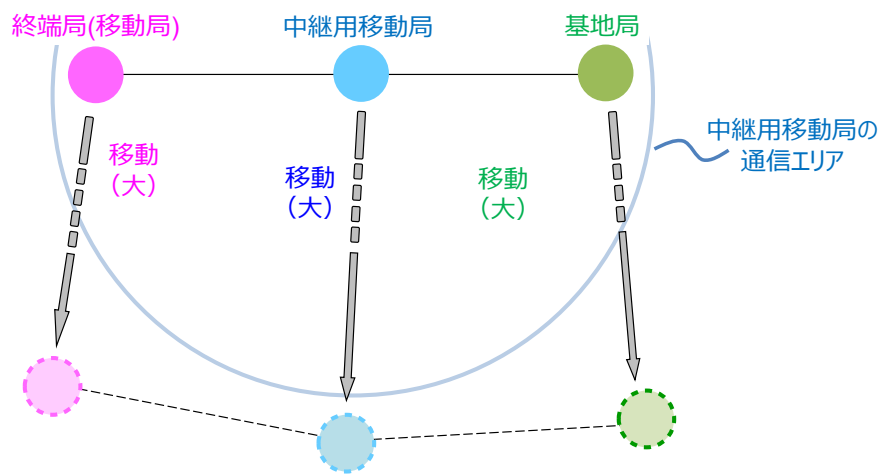 終端局(移動局)
中継用移動局
基地局
中継用移動局の
通信エリア
移動
（大）
移動
（大）
移動
（大）